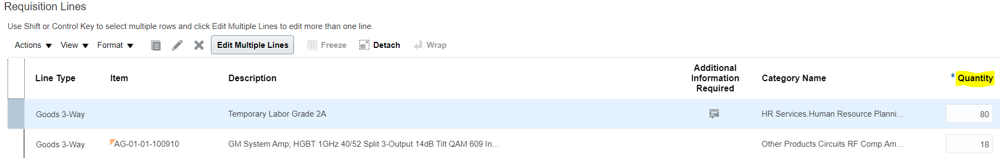 Requisition Lines
Use Shift or Control Key to select multiple rows and click Edit Multiple Lines to edit more than one line.
Actions View Format Edit Multiple Lines Freeze Detach Wrap
Line Type Item Description Additional Information Required Category Name * Quantity
Goods 3-Way Temporary Labor Grade 2A HR Services.Human Resource Planni... 80
Goods 3-Way AG-01-01-100910 GM System Amp; HGBT 1GHz 40/52 Split 3-Output 14dB Tilt QAM 609 In... Other Products.Circuits RF Comp.Am... 18